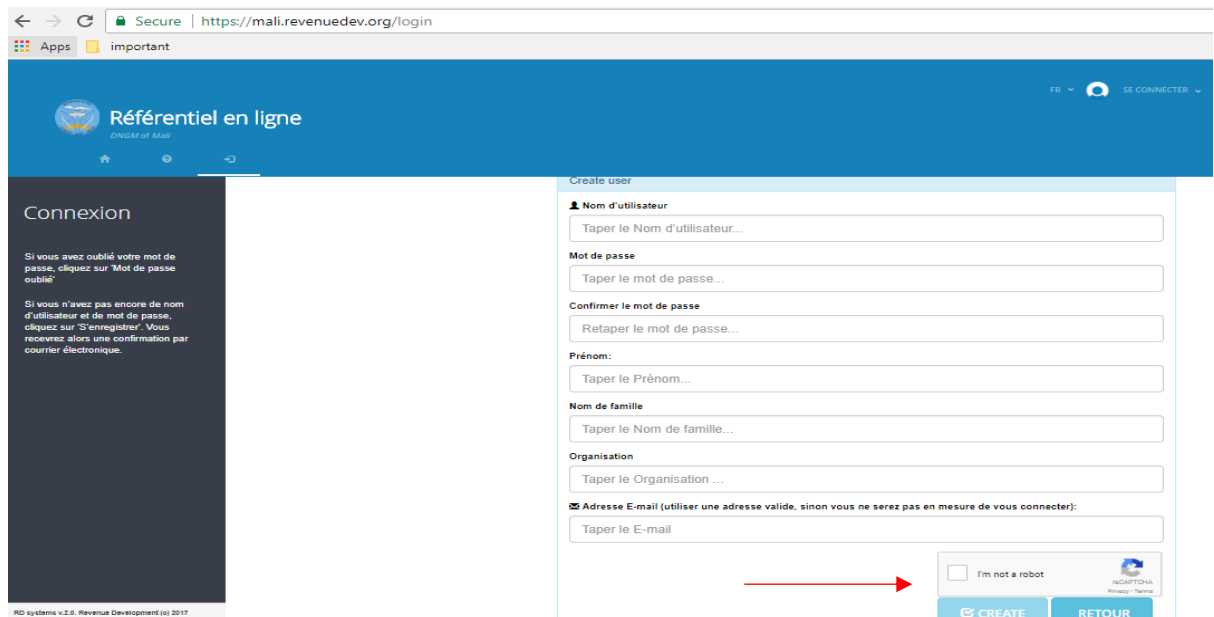 Secure | https://mali.revenuedev.org/login
Apps important
FR SE CONNECTER
Référentiel en ligne
DNGM of Mali
Connexion
Si vous avez oublié votre mot de
passe, cliquez sur 'Mot de passe
oublié'
Si vous n'avez pas encore de nom
d'utilisateur et de mot de passe,
cliquez sur 'S'enregistrer'. Vous
recevrez alors une confirmation par
courrier électronique.
RD systems v.2.0. Revenue Development (c) 2017
Create user
Nom d'utilisateur
Taper le Nom d'utilisateur...
Mot de passe
Taper le mot de passe...
Confirmer le mot de passe
Retaper le mot de passe...
Prénom:
Taper le Prénom...
Nom de famille
Taper le Nom de famille...
Organisation
Taper le Organisation ...
Adresse E-mail (utiliser une adresse valide, sinon vous ne serez pas en mesure de vous connecter):
Taper le E-mail
I'm not a robot
reCAPTCHA
Privacy - Terms
CREATE RETOUR